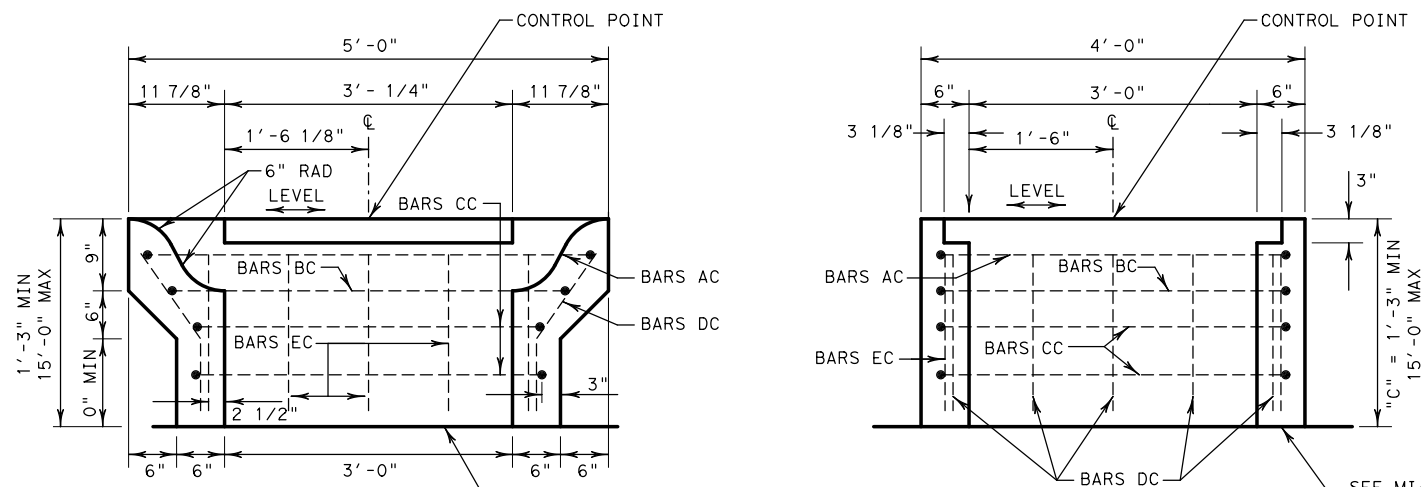 CONTROL POINT
5'-0"
11 7/8"
3'- 1/4"
11 7/8"
1'-6 1/8"
℄
6" RAD
LEVEL
BARS CC
BARS BC
BARS AC
BARS DC
BARS EC
1'-3" MIN
15'-0" MAX
9"
6"
0" MIN
2 1/2"
3"
6"
6"
3'-0"
6"
6"
CONTROL POINT
4'-0"
6"
3'-0"
6"
3 1/8"
1'-6"
℄
3 1/8"
3"
LEVEL
BARS AC
BARS BC
BARS EC
BARS CC
BARS DC
"C" = 1'-3" MIN
15'-0" MAX